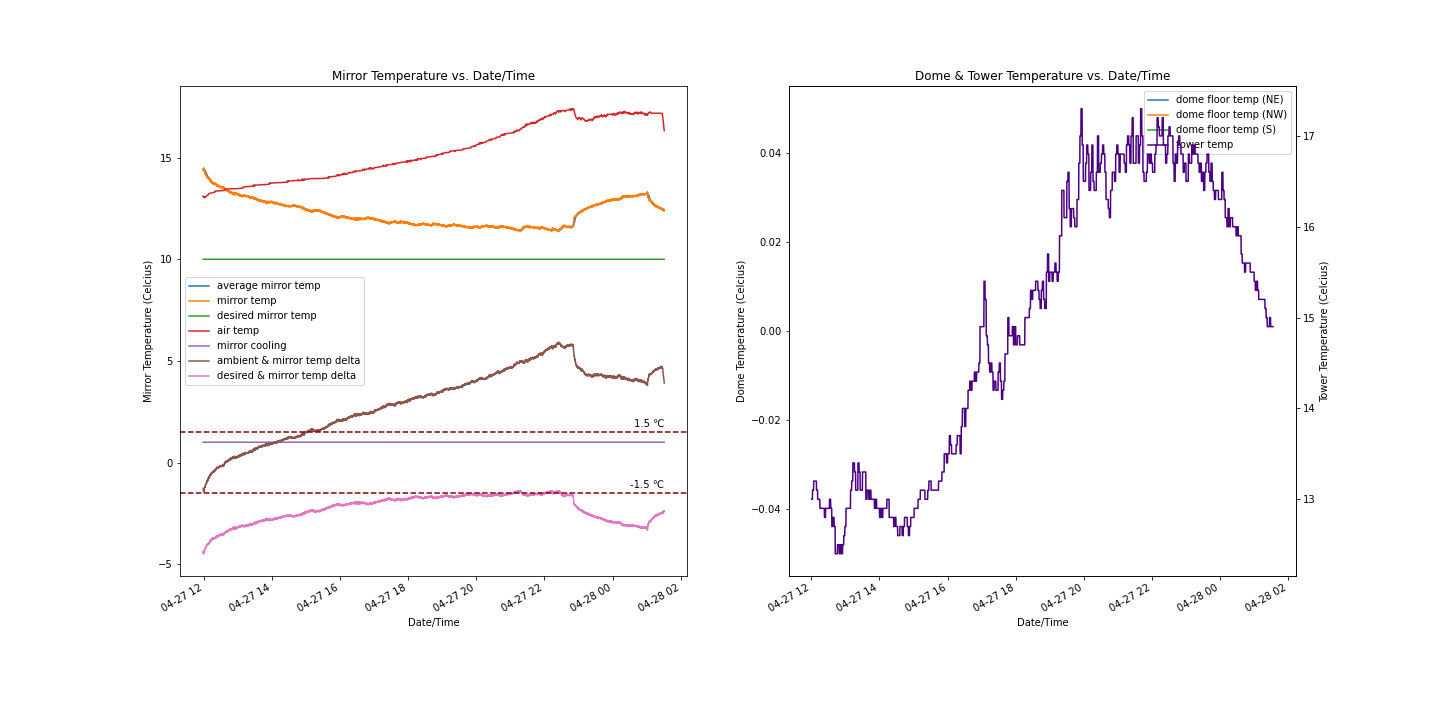 Mirror Temperature vs. Date/Time
Mirror Temperature (Celcius)
15
10
5
0
−5
average mirror temp
mirror temp
desired mirror temp
air temp
mirror cooling
ambient & mirror temp delta
desired & mirror temp delta
1.5 °C
-1.5 °C
04-27 12
04-27 14
04-27 16
04-27 18
04-27 20
04-27 22
04-28 00
04-28 02
Date/Time
Dome & Tower Temperature vs. Date/Time
Dome Temperature (Celcius)
0.04
0.02
0.00
−0.02
−0.04
dome floor temp (NE)
dome floor temp (NW)
dome floor temp (S)
tower temp
17
16
15
14
13
Tower Temperature (Celcius)
04-27 12
04-27 14
04-27 16
04-27 18
04-27 20
04-27 22
04-28 00
04-28 02
Date/Time